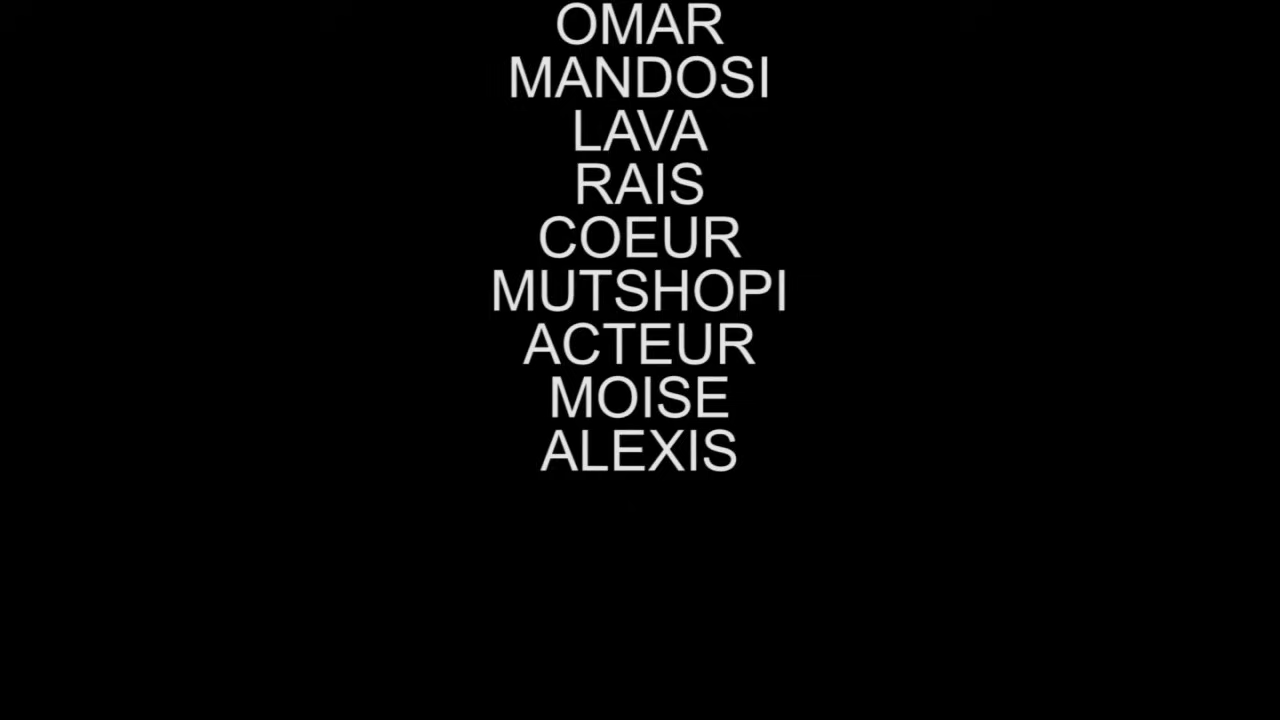 OMAR
MANDOSI
LAVA
RAIS
COEUR
MUTSHOPI
ACTEUR
MOISE
ALEXIS